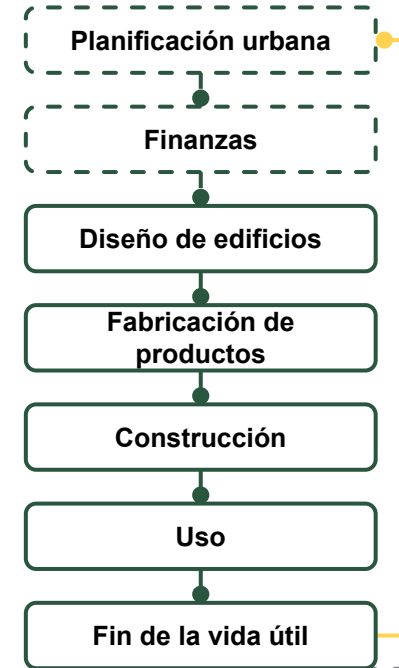 Planificación urbana
Finanzas
Diseño de edificios
Fabricación de
productos
Construcción
Uso
Fin de la vida útil